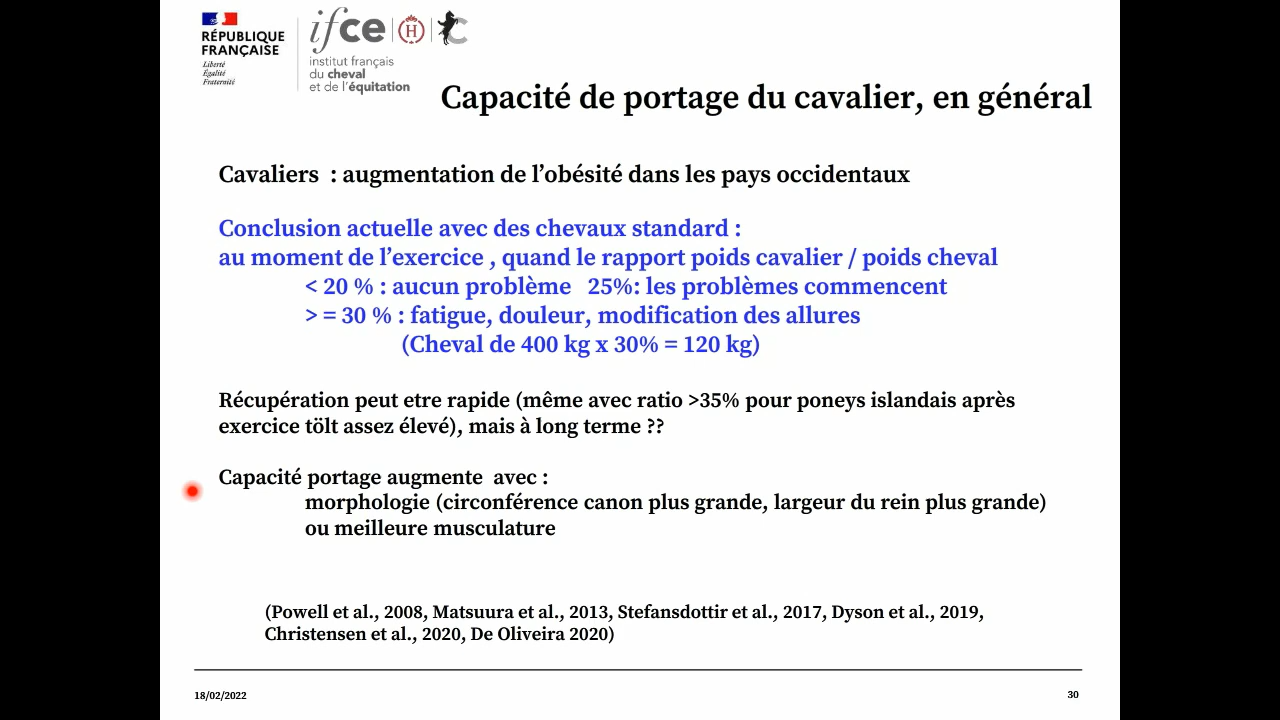 RÉPUBLIQUE
FRANÇAISE
Liberté
Égalité
Fraternité
ifce
H
institut français
du cheval
et de l'équitation
Capacité de portage du cavalier, en général
Cavaliers : augmentation de l'obésité dans les pays occidentaux
Conclusion actuelle avec des chevaux standard :
au moment de l'exercice , quand le rapport poids cavalier / poids cheval
< 20 % : aucun problème 25%: les problèmes commencent
> = 30 % : fatigue, douleur, modification des allures
(Cheval de 400 kg x 30% = 120 kg)
Récupération peut etre rapide (même avec ratio >35% pour poneys islandais après
exercice tölt assez élevé), mais à long terme ??
Capacité portage augmente avec :
morphologie (circonférence canon plus grande, largeur du rein plus grande)
ou meilleure musculature
(Powell et al., 2008, Matsuura et al., 2013, Stefansdottir et al., 2017, Dyson et al., 2019,
Christensen et al., 2020, De Oliveira 2020)
18/02/2022
30